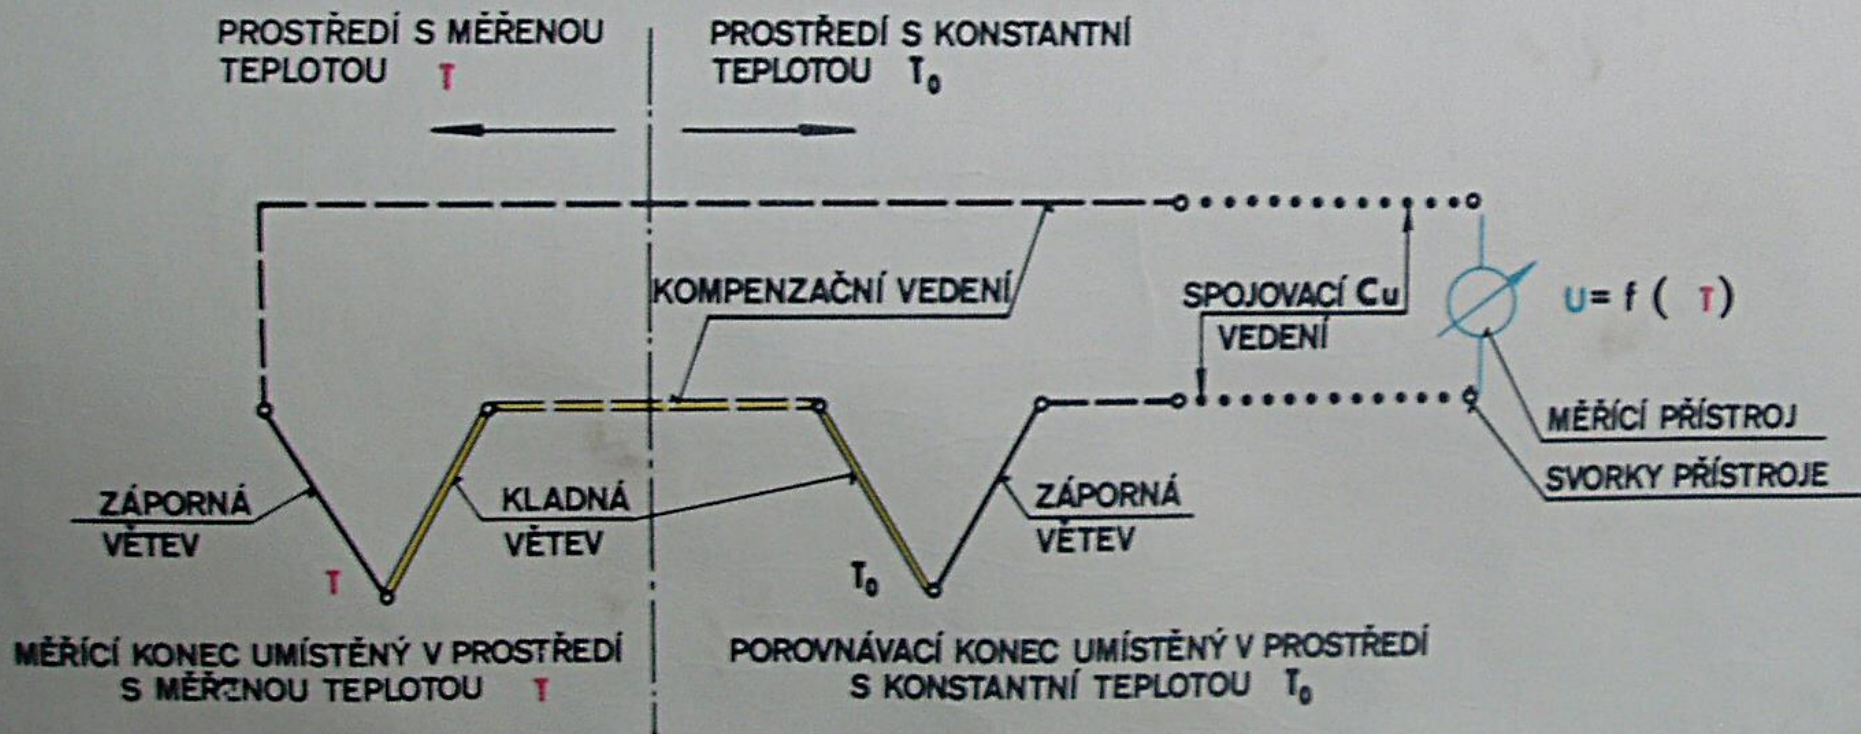 PROSTŘEDÍ S MĚŘENOU
TEPLOTOU T
PROSTŘEDÍ S KONSTANTNÍ
TEPLOTOU T₀
KOMPENZAČNÍ VEDENÍ
SPOJOVACÍ Cu
VEDENÍ
U= f ( T)
MĚŘÍCÍ PŘÍSTROJ
SVORKY PŘÍSTROJE
ZÁPORNÁ
VĚTEV
KLADNÁ
VĚTEV
ZÁPORNÁ
VĚTEV
T
T₀
MĚŘÍCÍ KONEC UMÍSTĚNÝ V PROSTŘEDÍ
S MĚŘENOU TEPLOTOU T
POROVNÁVACÍ KONEC UMÍSTĚNÝ V PROSTŘEDÍ
S KONSTANTNÍ TEPLOTOU T₀